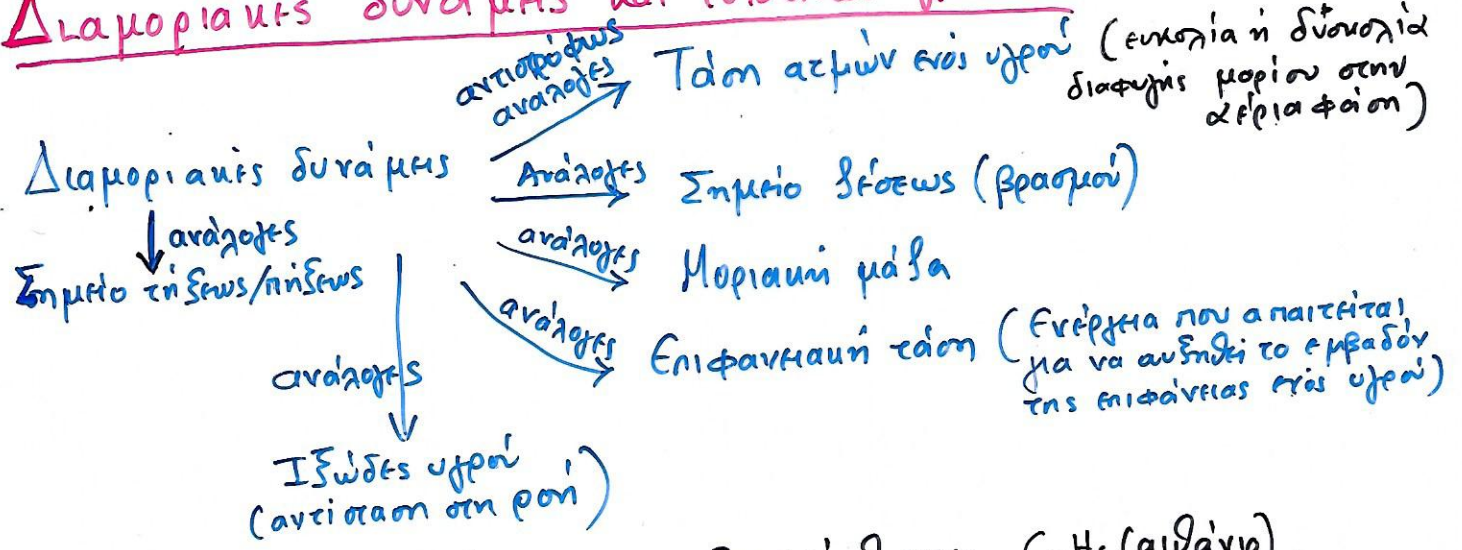 Διαμοριακές δυνάμεις και
αντιστρόφως
ανάλογες
Τάση ατμών ενός υγρού (ευκολία ή δύσκολία
διαφυγής μορίου στην
αέρια φάση)
Διαμοριακές δυνάμεις
Ανάλογες
Σημείο ζέσεως (βρασμού)
ανάλογες
Σημείο τήξεως/πήξεως
ανάλογες
Μοριακή μάζα
ανάλογες
Επιφανειακή τάση (Ενέργεια που απαιτείται
για να αυξηθεί το εμβαδόν
της επιφάνειας ενός υγρού)
ανάλογες
Ιξώδες υγρού
(αντίσταση στη ροή)
(αιθάνιο)